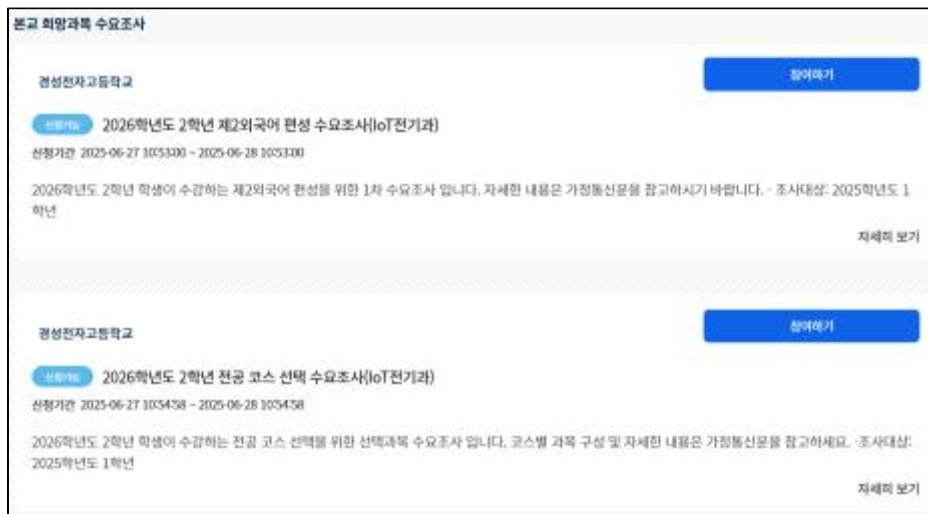 본교 희망과목 수요조사
경성전자고등학교
참여하기
신청가능 2026학년도 2학년 제2외국어 편성 수요조사(IoT전기과)
신청기간 2025-06-27 10:53:00 ~ 2025-06-28 10:53:00
2026학년도 2학년 학생이 수강하는 제2외국어 편성을 위한 1차 수요조사 입니다. 자세한 내용은 가정통신문을 참고하시기 바랍니다. - 조사대상: 2025학년도 1
학년
자세히 보기
경성전자고등학교
참여하기
신청가능 2026학년도 2학년 전공 코스 선택 수요조사(IoT전기과)
신청기간 2025-06-27 10:54:58 ~ 2025-06-28 10:54:58
2026학년도 2학년 학생이 수강하는 전공 코스 선택을 위한 선택과목 수요조사 입니다. 코스별 과목 구성 및 자세한 내용은 가정통신문을 참고하세요. -조사대상:
2025학년도 1학년
자세히 보기